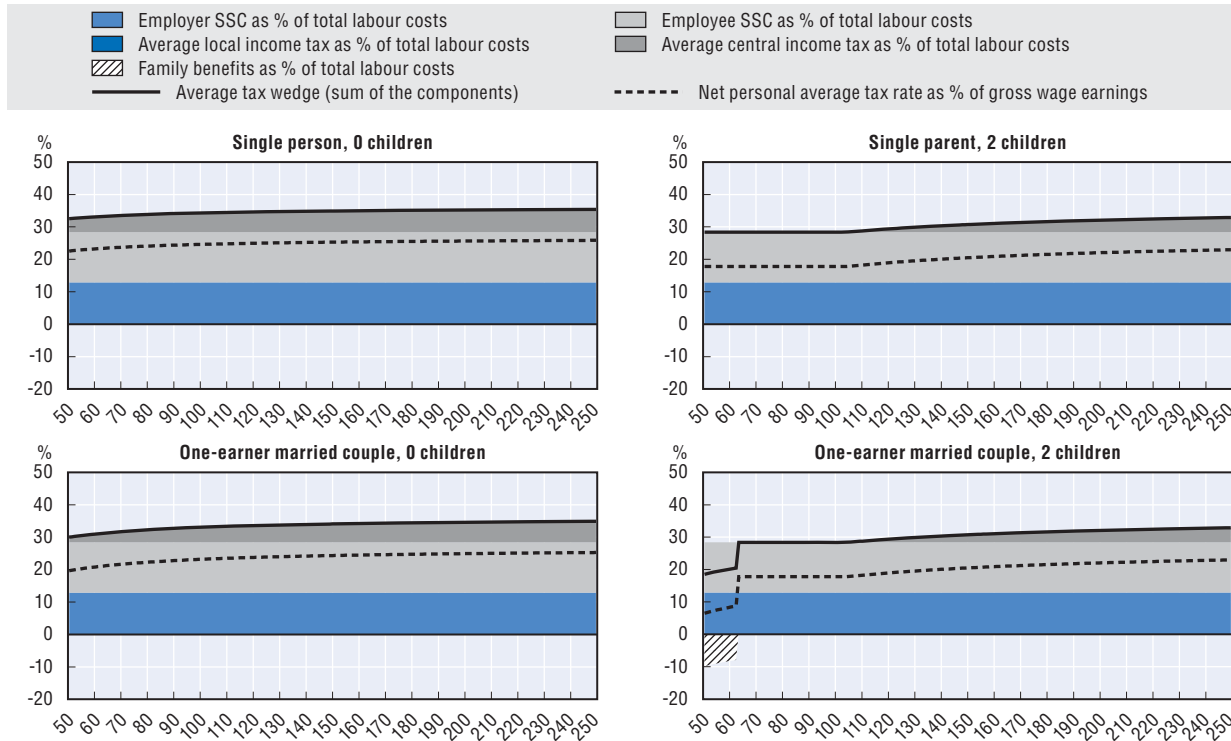 Employer SSC as % of total labour costs
Employee SSC as % of total labour costs
Average local income tax as % of total labour costs
Average central income tax as % of total labour costs
Family benefits as % of total labour costs
Average tax wedge (sum of the components)
Net personal average tax rate as % of gross wage earnings
%
Single person, 0 children
50
40
30
20
10
0
-10
-20
50 60 70 80 90 100 110 120 130 140 150 160 170 180 190 200 210 220 230 240 250
%
Single parent, 2 children
50
40
30
20
10
0
-10
-20
50 60 70 80 90 100 110 120 130 140 150 160 170 180 190 200 210 220 230 240 250
%
One-earner married couple, 0 children
50
40
30
20
10
0
-10
-20
50 60 70 80 90 100 110 120 130 140 150 160 170 180 190 200 210 220 230 240 250
%
One-earner married couple, 2 children
50
40
30
20
10
0
-10
-20
50 60 70 80 90 100 110 120 130 140 150 160 170 180 190 200 210 220 230 240 250